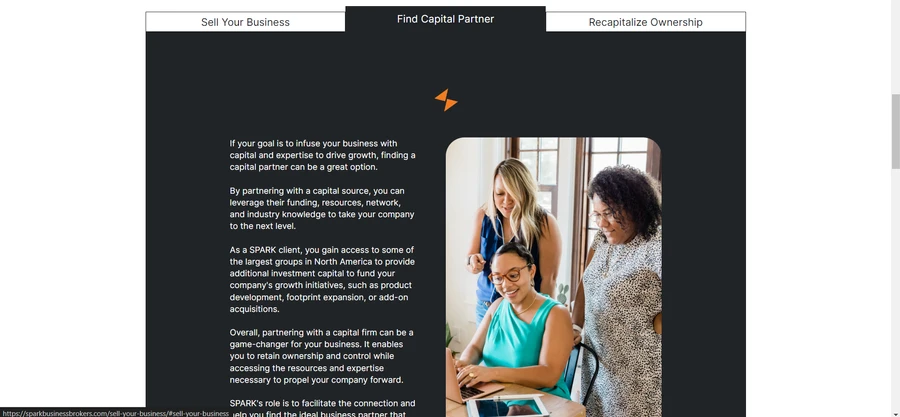 Sell Your Business
Find Capital Partner
Recapitalize Ownership
If your goal is to infuse your business with
capital and expertise to drive growth, finding a
capital partner can be a great option.
By partnering with a capital source, you can
leverage their funding, resources, network,
and industry knowledge to take your company
to the next level.
As a SPARK client, you gain access to some of
the largest groups in North America to provide
additional investment capital to fund your
company's growth initiatives, such as product
development, footprint expansion, or add-on
acquisitions.
Overall, partnering with a capital firm can be a
game-changer for your business. It enables
you to retain ownership and control while
accessing the resources and expertise
necessary to propel your company forward.
SPARK's role is to facilitate the connection and
help you find the ideal business partner that
https://sparkbusinessbrokers.com/sell-your-business/#sell-your-business